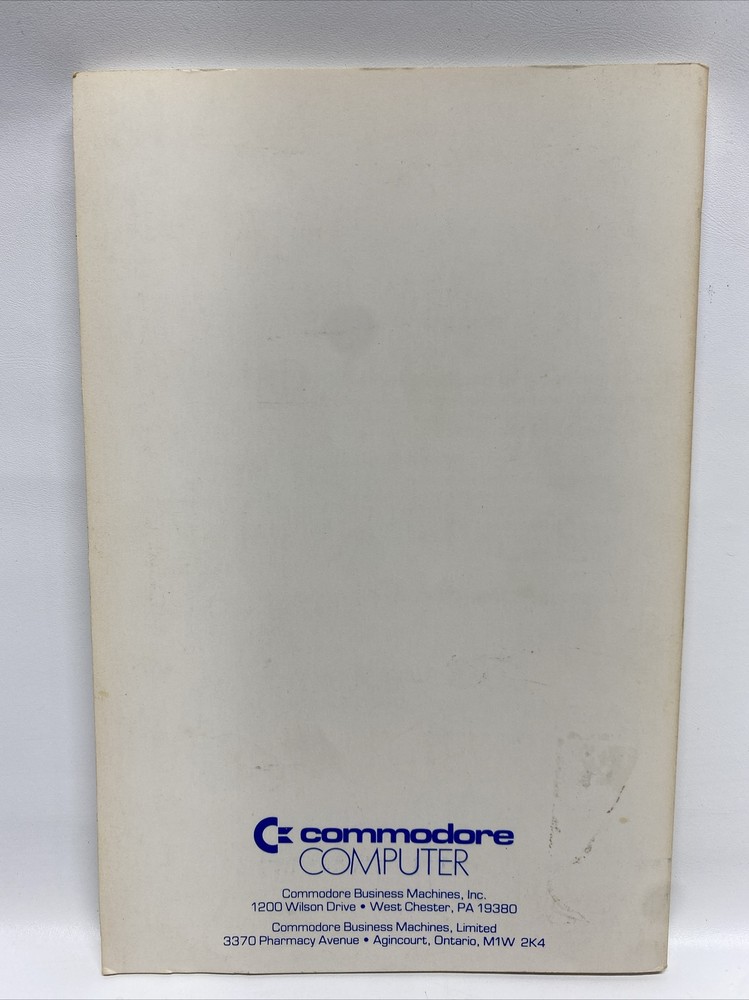 commodore
COMPUTER
Commodore Business Machines, Inc.
1200 Wilson Drive • West Chester, PA 19380
Commodore Business Machines, Limited
3370 Pharmacy Avenue • Agincourt, Ontario, M1W 2K4